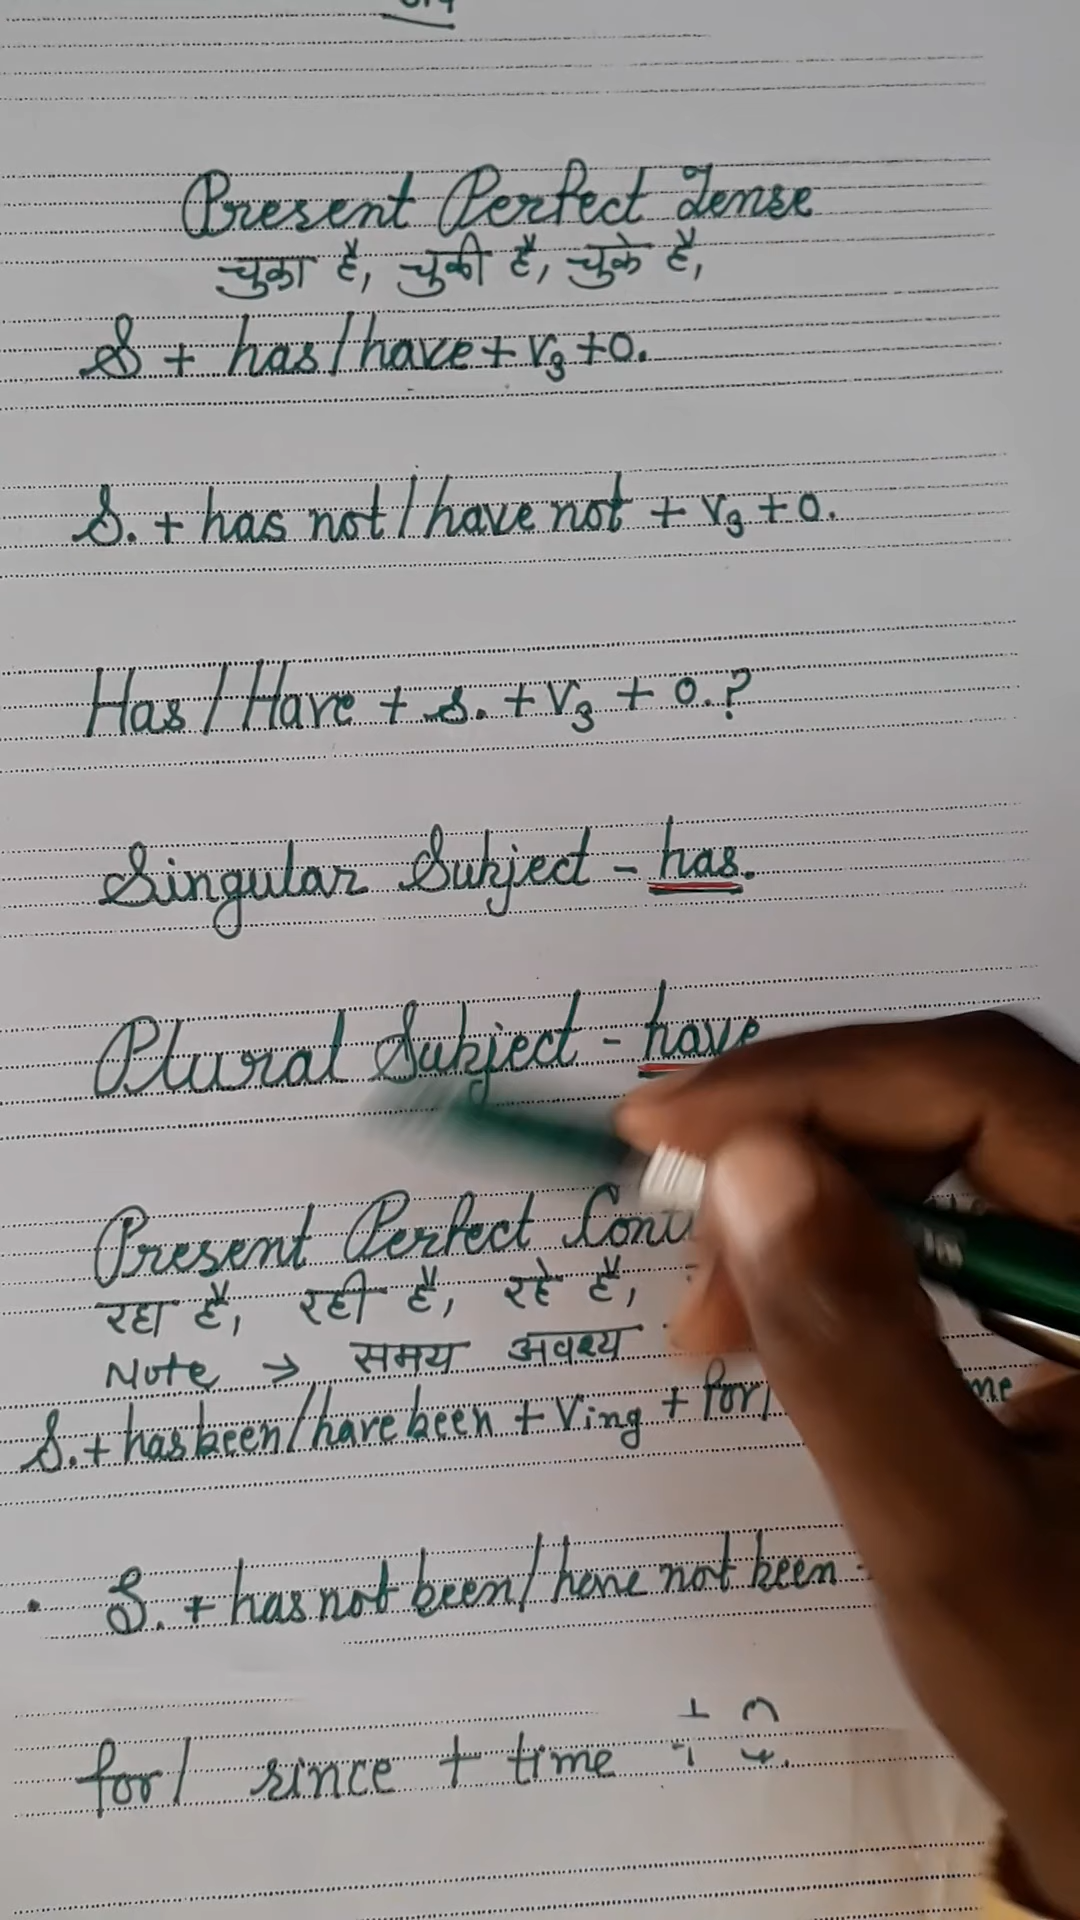 Present Perfect Tense
चुका है, चुकी है, चुके है,
S + has/have + V3 + O.
S. + has not/have not + V3 + O.
Has/Have + S. + V3 + O.?
Singular Subject - has.
Plural Subject - have
Present Perfect
रहा है, रही है, रहे है,
Note → समय अवश्य
S. + has been/have been + Ving + for/
S. + has not been/have not been
for/ since + time